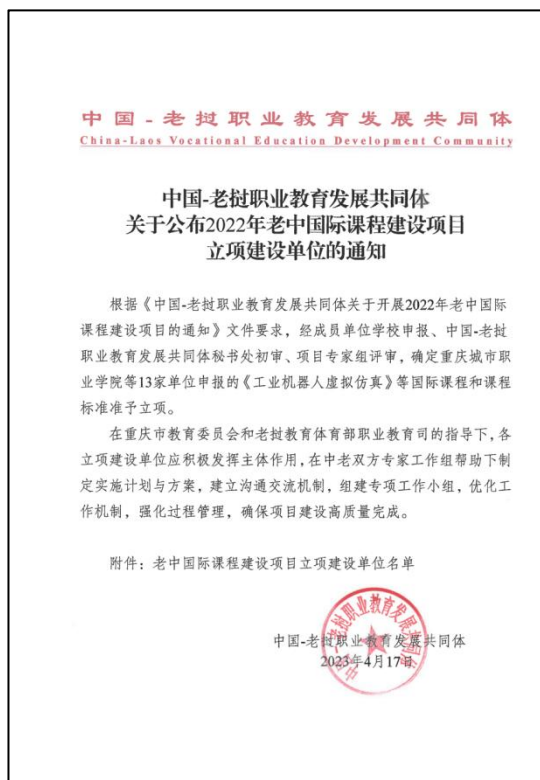 中国-老挝职业教育发展共同体
China-Laos Vocational Education Development Community
中国-老挝职业教育发展共同体
关于公布2022年老中国际课程建设项目
立项建设单位的通知
根据《中国-老挝职业教育发展共同体关于开展2022年老中国际
课程建设项目的通知》文件要求，经成员单位学校申报、中国-老挝
职业教育发展共同体秘书处初审、项目专家组评审，确定重庆城市职
业学院等13家单位申报的《工业机器人虚拟仿真》等国际课程和课程
标准准予立项。
在重庆市教育委员会和老挝教育体育部职业教育司的指导下，各
立项建设单位应积极发挥主体作用，在中老双方专家工作组帮助下制
定实施计划与方案，建立沟通交流机制，组建专项工作小组，优化工
作机制，强化过程管理，确保项目建设高质量完成。
附件：老中国际课程建设项目立项建设单位名单
中国-老挝职业教育发展共同体
2023年4月17日
中国-老挝职业教育发展共同体